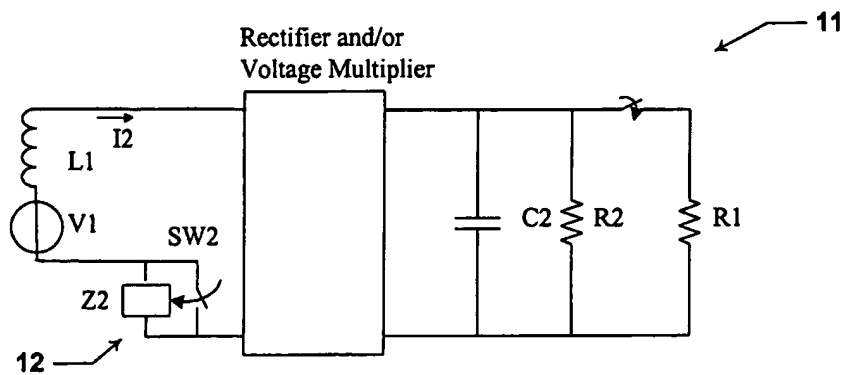 11
Rectifier and/or
Voltage Multiplier
I2
L1
V1
SW2
C2
R2
R1
Z2
12